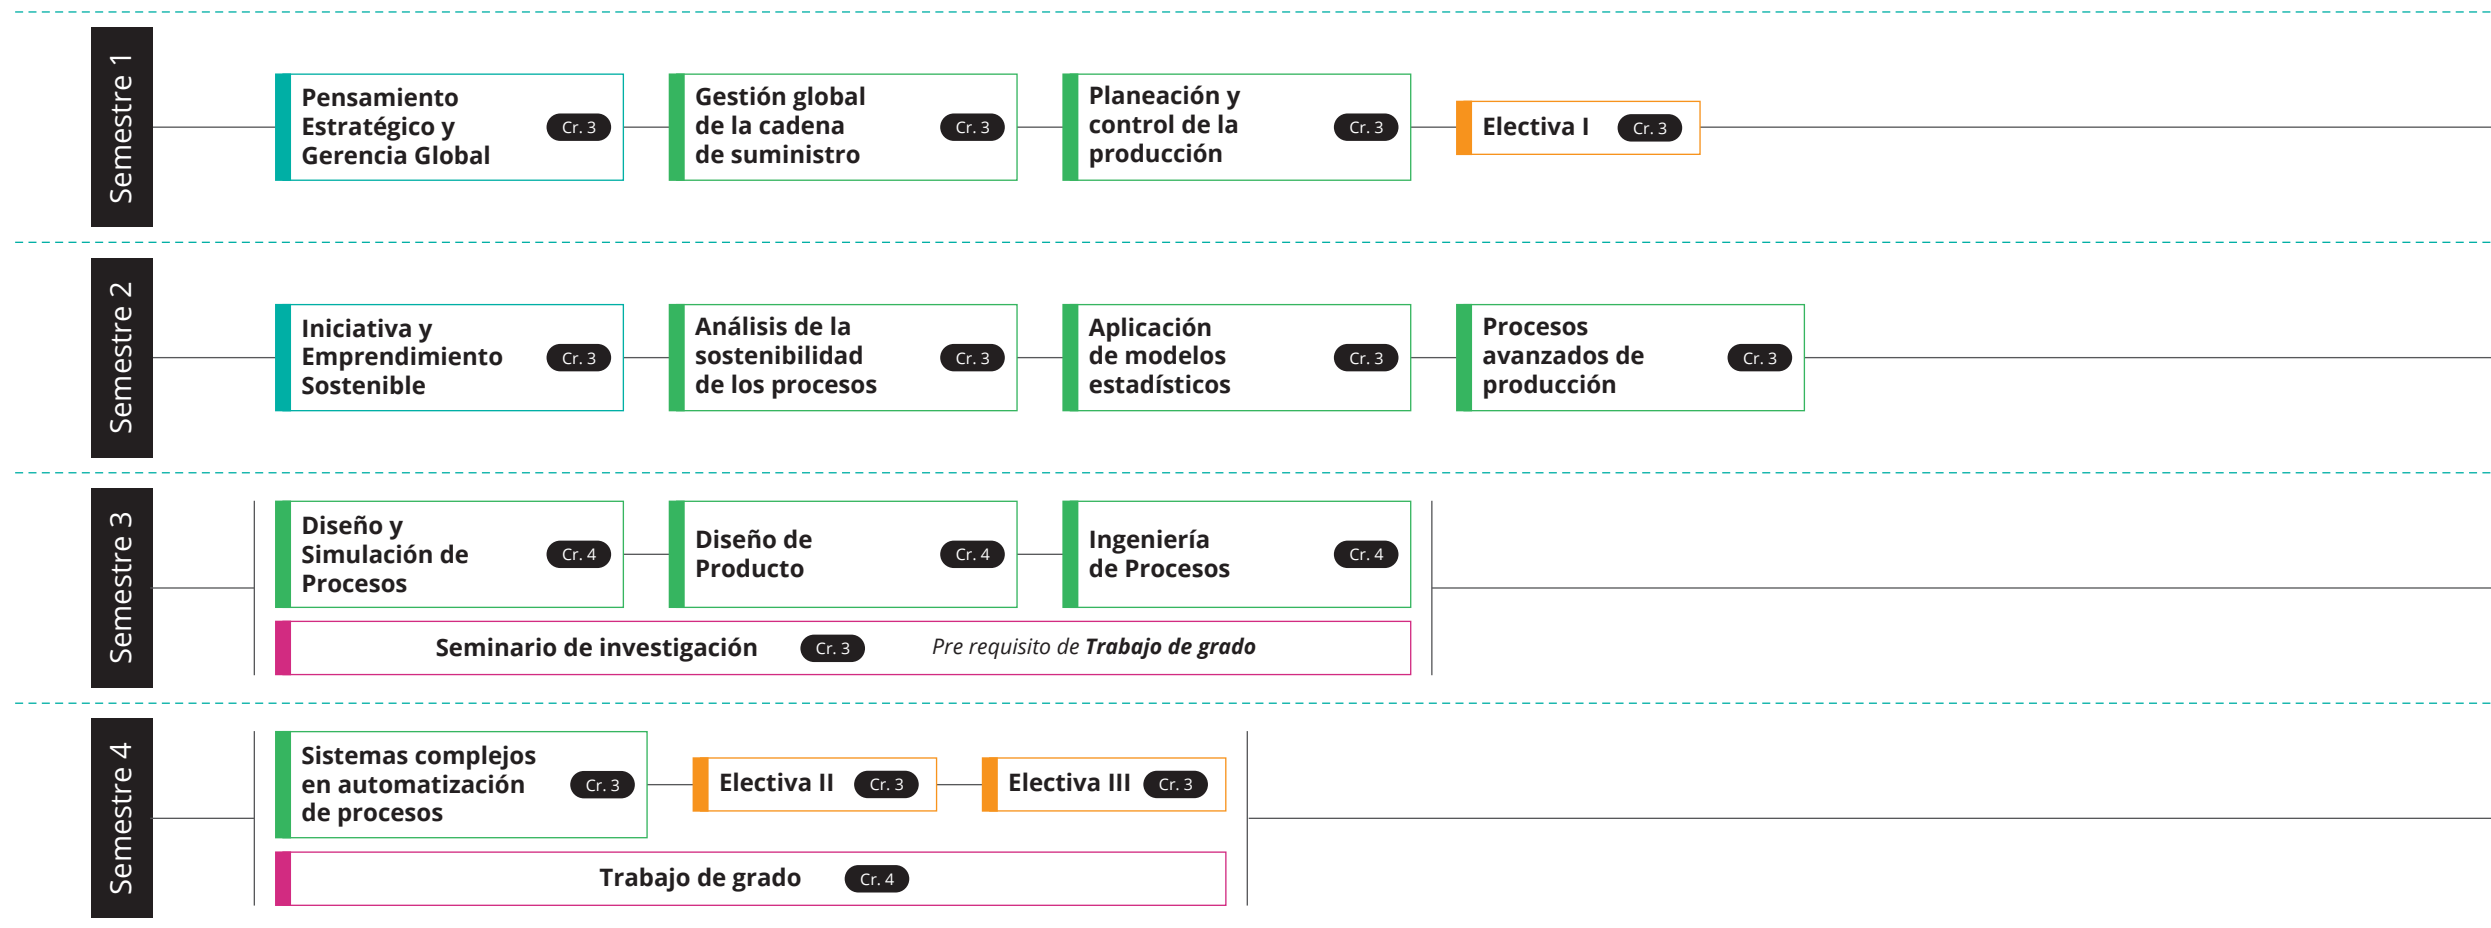 Semestre 1
Pensamiento
Estratégico y
Gerencia Global
Cr. 3
Gestión global
de la cadena
de suministro
Cr. 3
Planeación y
control de la
producción
Cr. 3
Electiva I
Cr. 3
Semestre 2
Iniciativa y
Emprendimiento
Sostenible
Cr. 3
Análisis de la
sostenibilidad
de los procesos
Cr. 3
Aplicación
de modelos
estadísticos
Cr. 3
Procesos
avanzados de
producción
Cr. 3
Semestre 3
Diseño y
Simulación de
Procesos
Cr. 4
Diseño de
Producto
Cr. 4
Ingeniería
de Procesos
Cr. 4
Seminario de investigación Cr. 3 Pre requisito de Trabajo de grado
Semestre 4
Sistemas complejos
en automatización
de procesos
Cr. 3
Electiva II
Cr. 3
Electiva III
Cr. 3
Trabajo de grado Cr. 4